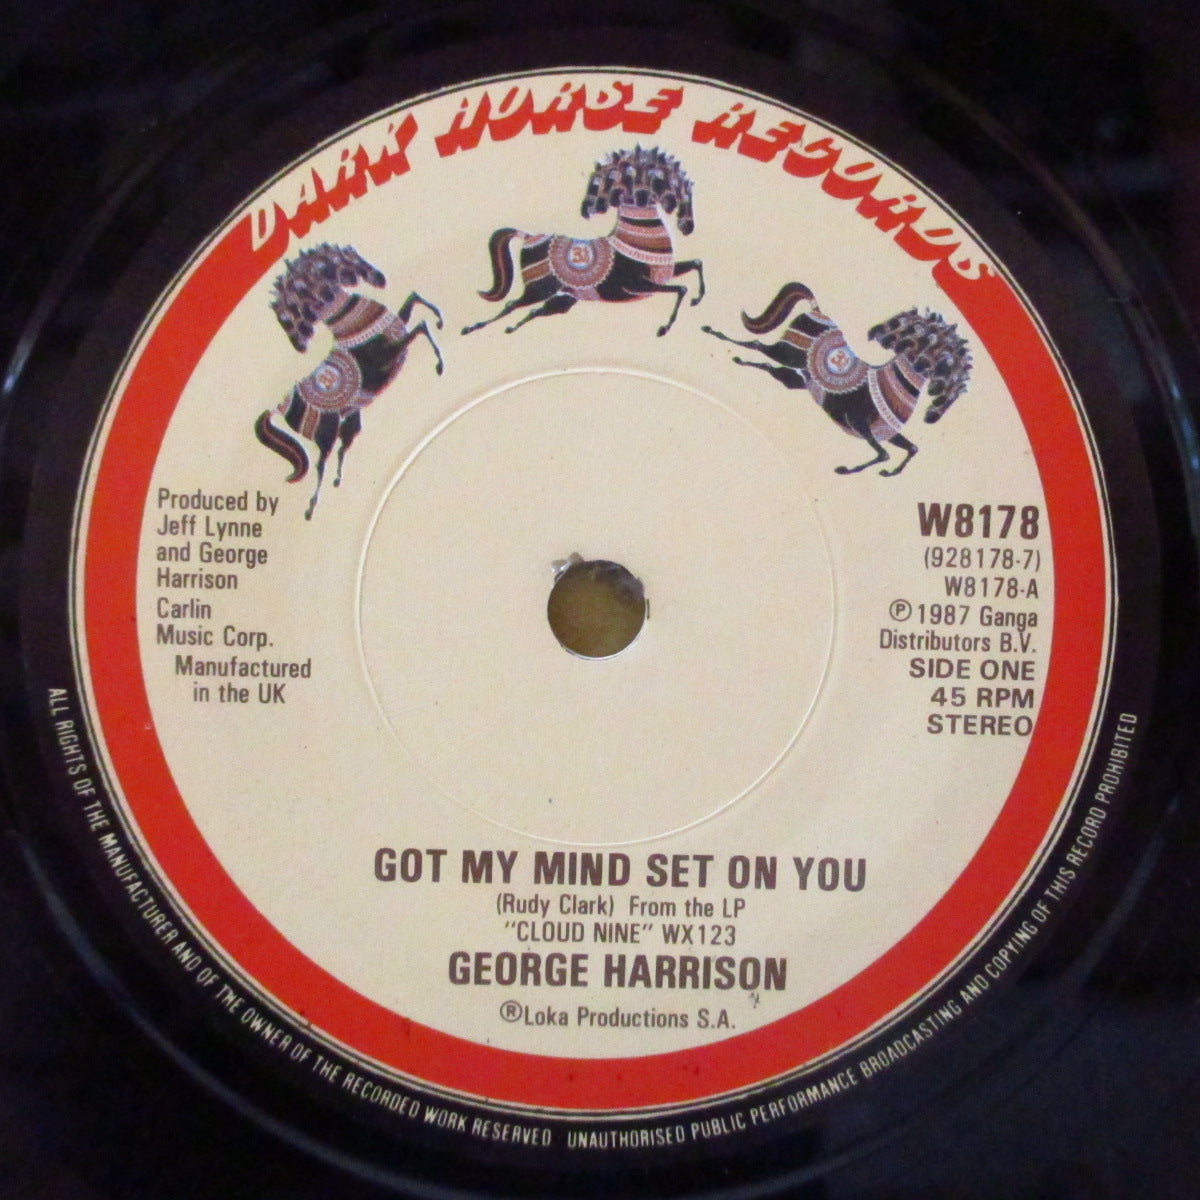 DARK HORSE RECORDS
Produced by
Jeff Lynne
and George
Harrison
Carlin
Music Corp.
Manufactured
in the UK
W8178
(928178-7)
W8178-A
℗ 1987 Ganga
Distributors B.V.
SIDE ONE
45 RPM
STEREO
GOT MY MIND SET ON YOU
(Rudy Clark) From the LP
"CLOUD NINE" WX123
GEORGE HARRISON
®Loka Productions S.A.
ALL RIGHTS OF THE MANUFACTURER AND OF THE OWNER OF THE RECORDED WORK RESERVED UNAUTHORISED PUBLIC PERFORMANCE BROADCASTING AND COPYING OF THIS RECORD PROHIBITED